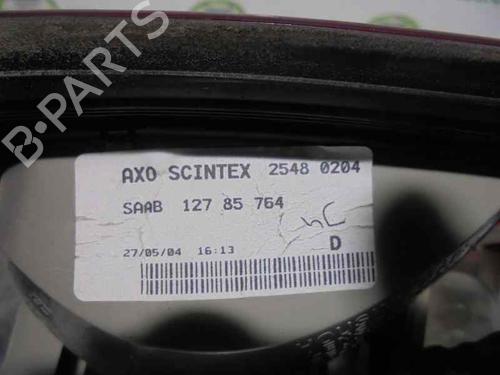 AXO SCINTEX 2548 0204
SAAB 127 85 764
27/05/04 16:13
D
B-PARTS